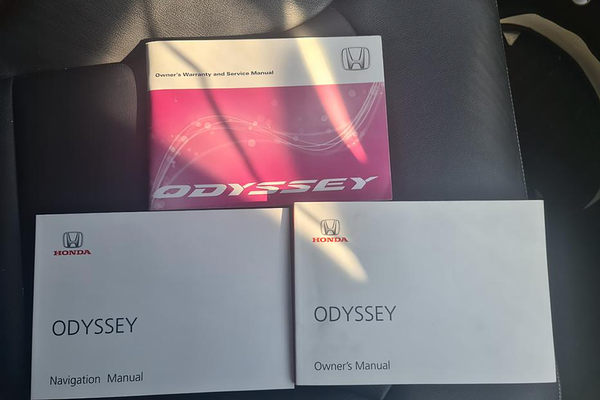 Owner's Warranty and Service Manual
ODYSSEY
HONDA
ODYSSEY
Navigation Manual
HONDA
ODYSSEY
Owner's Manual